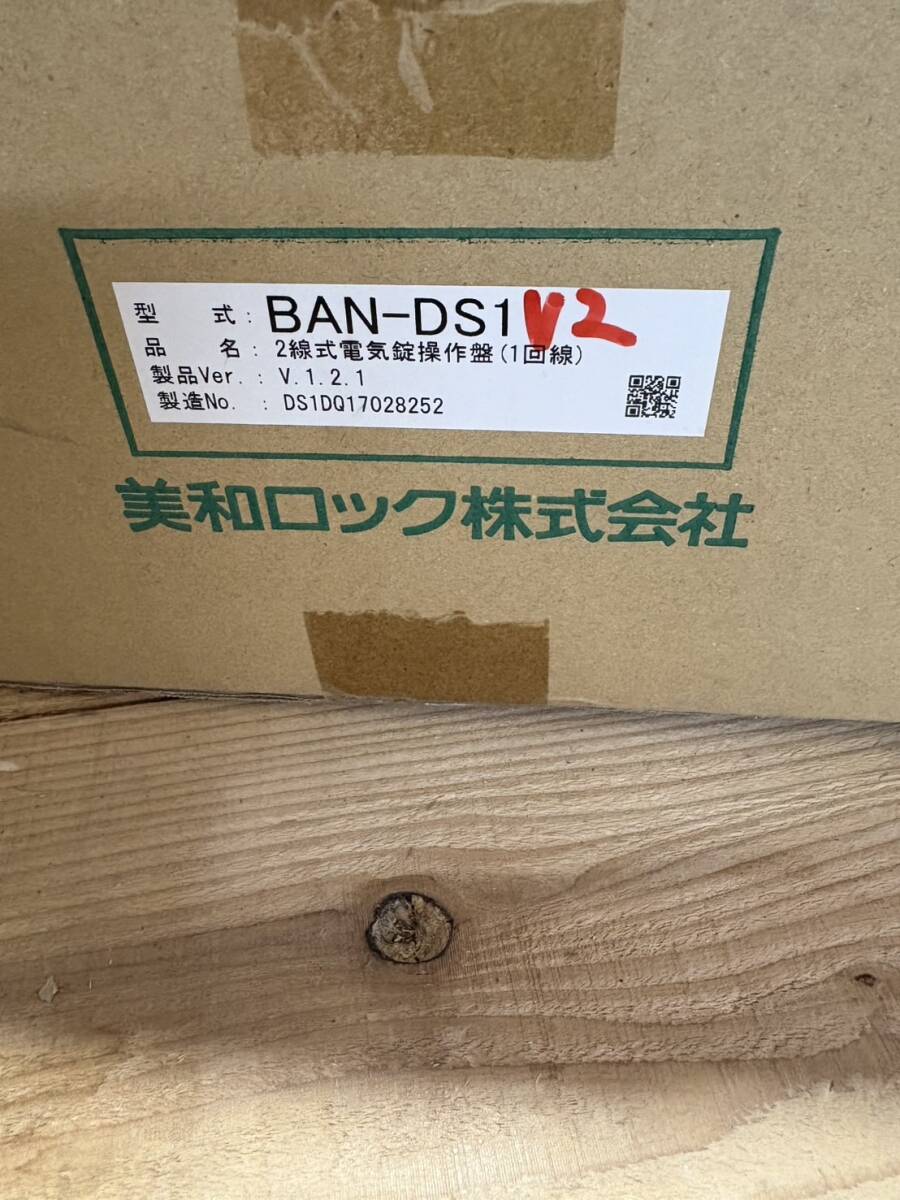 型　　式: BAN-DS1 V2
品　　名: 2線式電気錠操作盤(1回線)
製品Ver. : V.1.2.1
製造No. : DS1DQ17028252
美和ロック株式会社